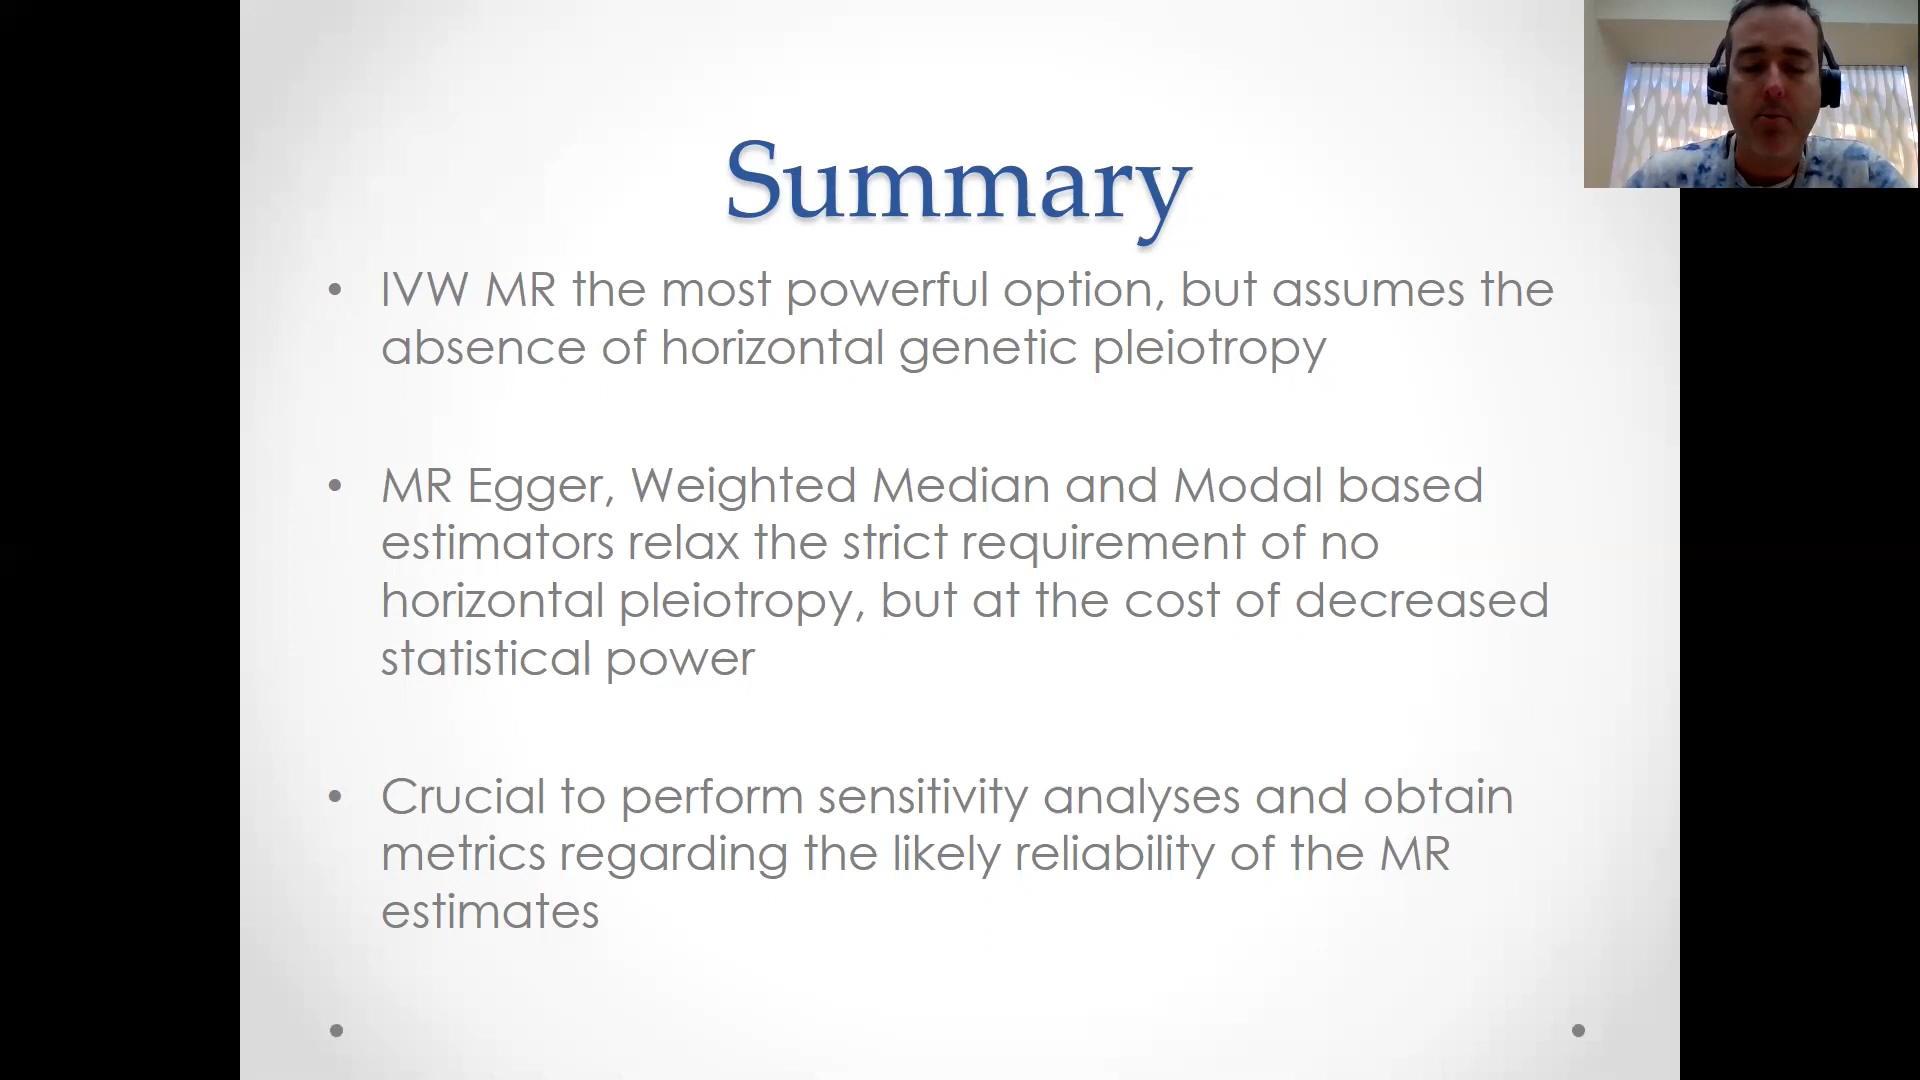 Summary
• IVW MR the most powerful option, but assumes the
absence of horizontal genetic pleiotropy
• MR Egger, Weighted Median and Modal based
estimators relax the strict requirement of no
horizontal pleiotropy, but at the cost of decreased
statistical power
• Crucial to perform sensitivity analyses and obtain
metrics regarding the likely reliability of the MR
estimates